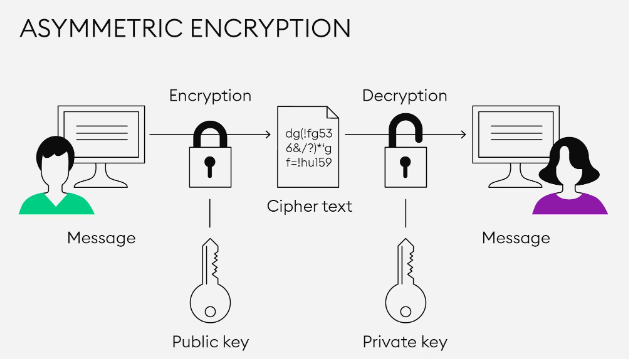 ASYMMETRIC ENCRYPTION
Encryption
Decryption
dg(!fg53
6&/?)*'g
f=!hu159
Cipher text
Message
Message
Public key
Private key